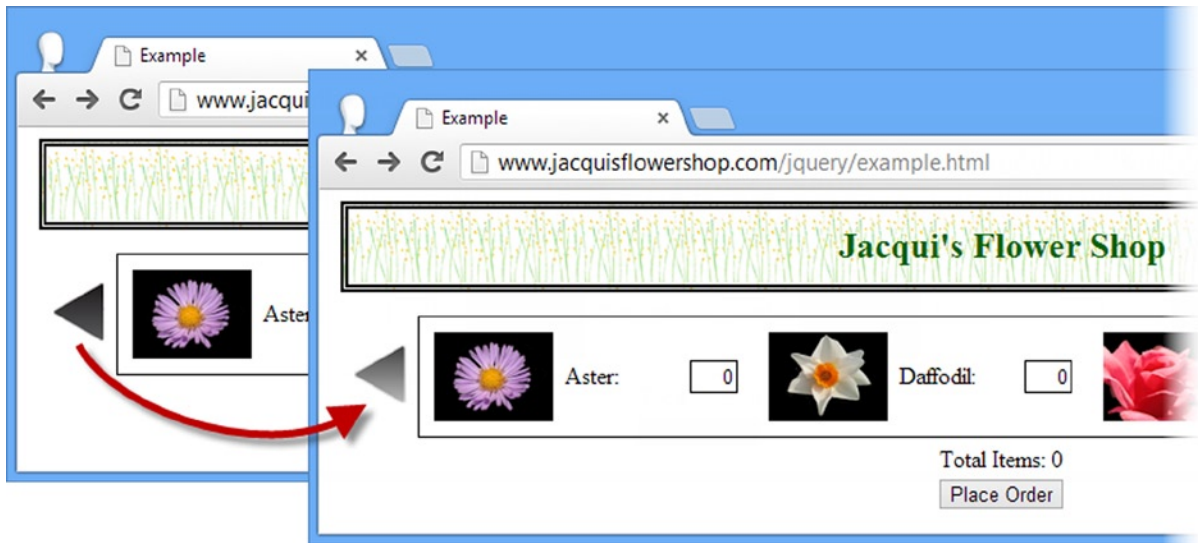 Example
www.jacqui
Aster
Example
www.jacquisflowershop.com/jquery/example.html
Jacqui's Flower Shop
Aster: 0 Daffodil: 0
Total Items: 0
Place Order